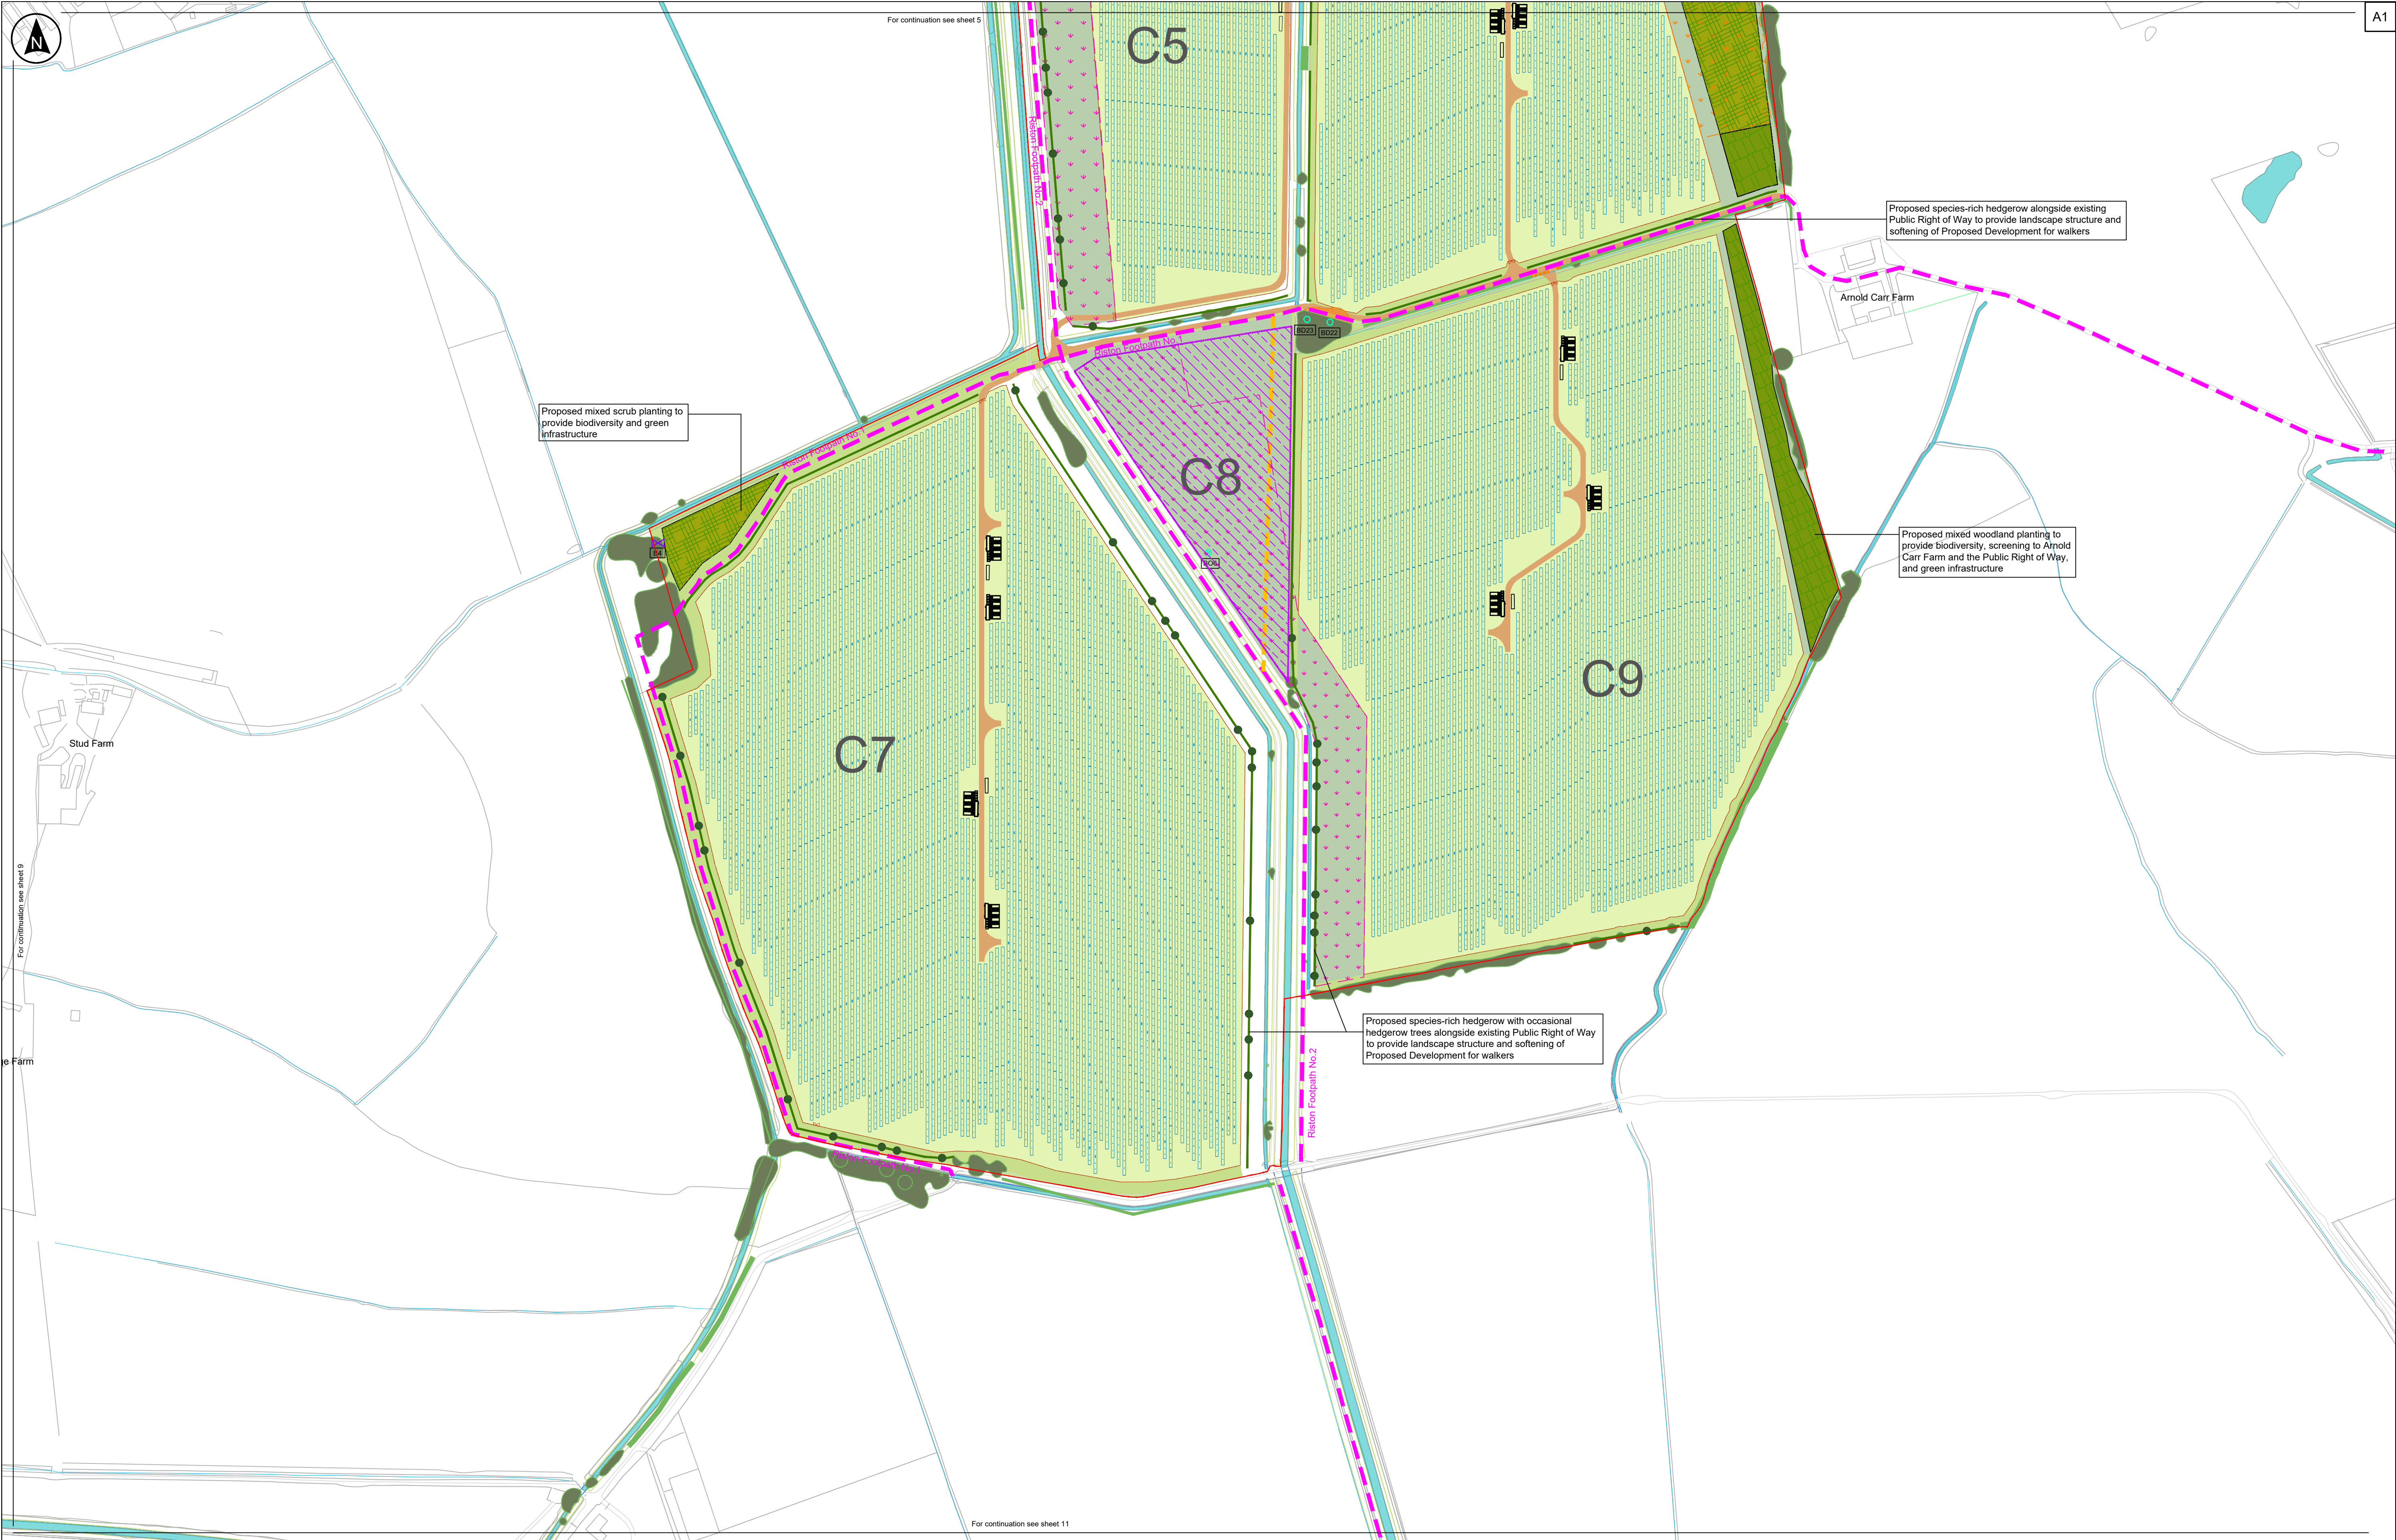 For continuation see sheet 5
A1
N
C5
Riston Footpath No.2
Proposed species-rich hedgerow alongside existing
Public Right of Way to provide landscape structure and
softening of Proposed Development for walkers
Arnold Carr Farm
BD23
BD22
Riston Footpath No.1
Proposed mixed scrub planting to
provide biodiversity and green
infrastructure
Riston Footpath No.1
C8
Proposed mixed woodland planting to
provide biodiversity, screening to Arnold
Carr Farm and the Public Right of Way,
and green infrastructure
C9
Stud Farm
C7
For continuation see sheet 9
Proposed species-rich hedgerow with occasional
hedgerow trees alongside existing Public Right of Way
to provide landscape structure and softening of
Proposed Development for walkers
Riston Footpath No.2
ge Farm
Riston Footpath No.1
For continuation see sheet 11